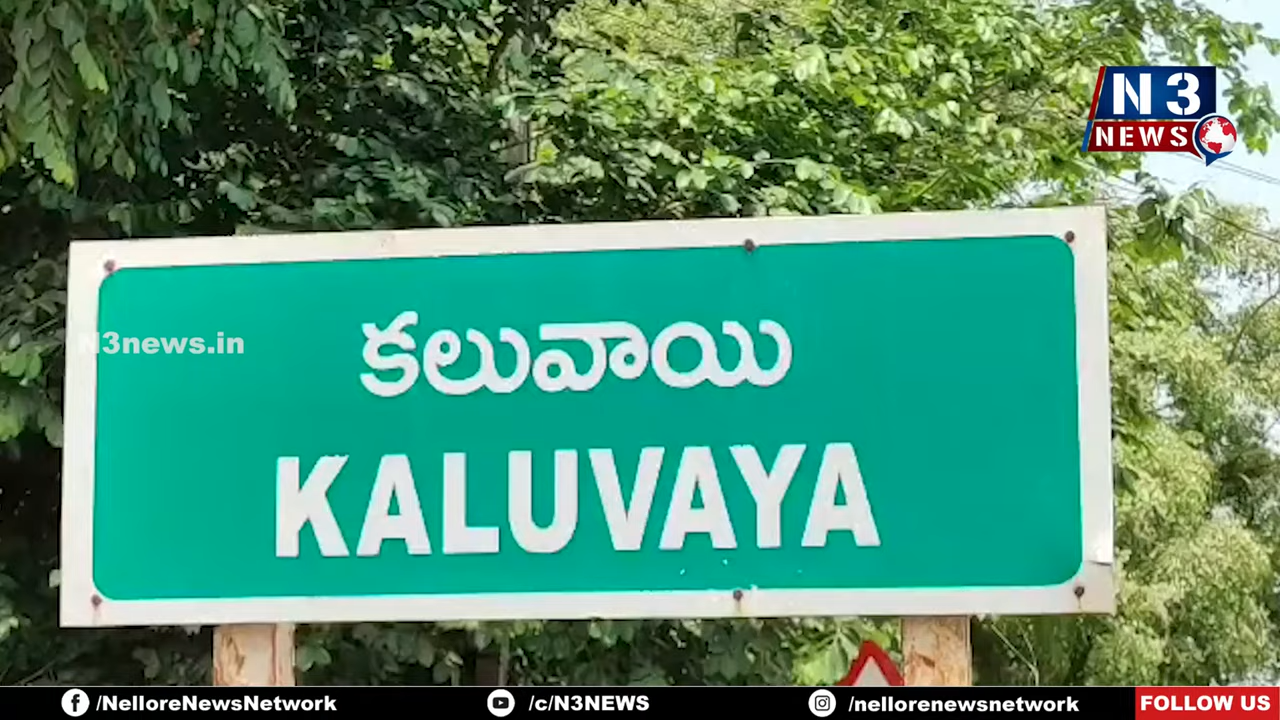 N3
NEWS
N3news.in
కలువాయి
KALUVAYA
/NelloreNewsNetwork
/c/N3NEWS
/nellorenewsnetwork
FOLLOW US